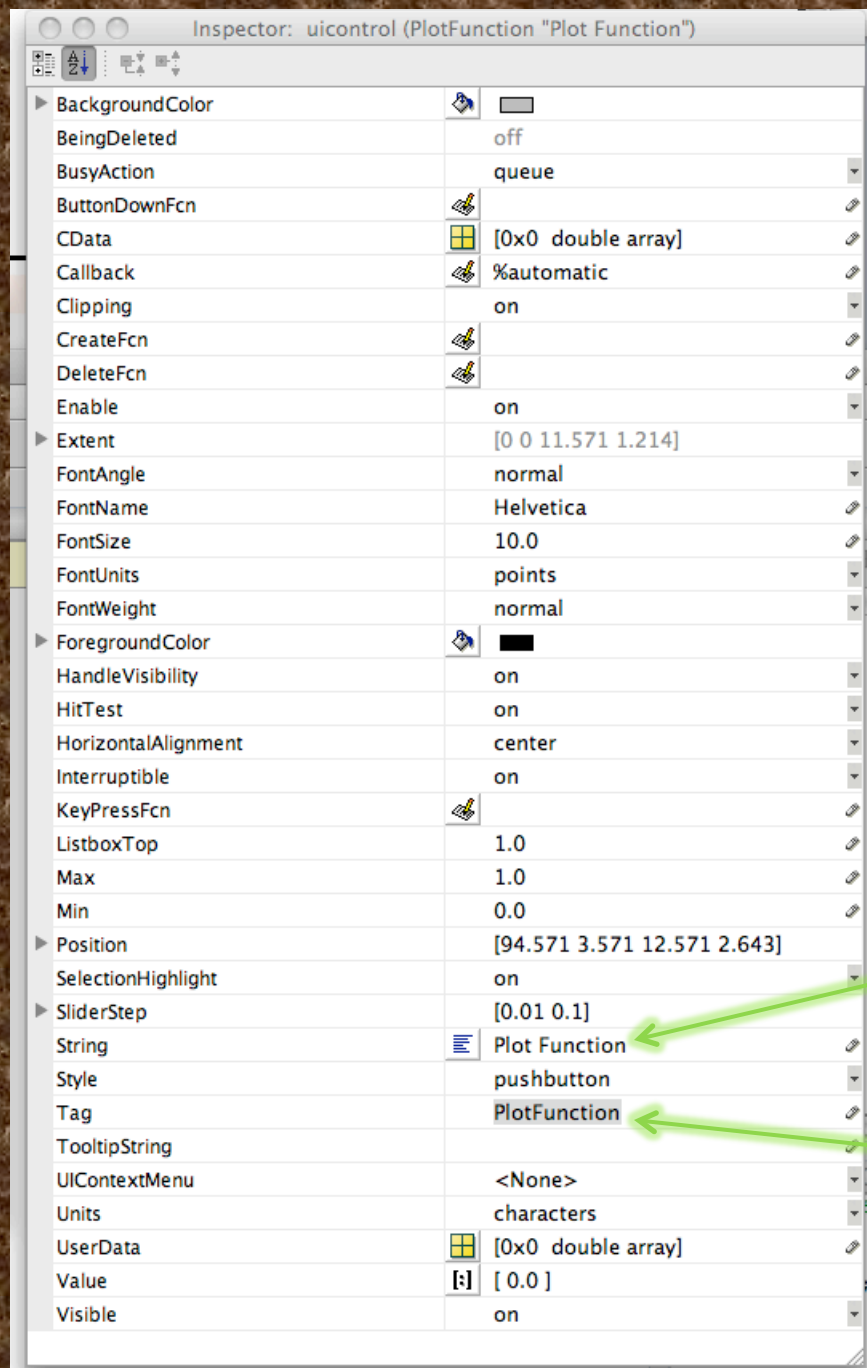 Inspector: uicontrol (PlotFunction "Plot Function")
BackgroundColor
BeingDeleted off
BusyAction queue
ButtonDownFcn
CData [0x0 double array]
Callback %automatic
Clipping on
CreateFcn
DeleteFcn
Enable on
Extent [0 0 11.571 1.214]
FontAngle normal
FontName Helvetica
FontSize 10.0
FontUnits points
FontWeight normal
ForegroundColor
HandleVisibility on
HitTest on
HorizontalAlignment center
Interruptible on
KeyPressFcn
ListboxTop 1.0
Max 1.0
Min 0.0
Position [94.571 3.571 12.571 2.643]
SelectionHighlight on
SliderStep [0.01 0.1]
String Plot Function
Style pushbutton
Tag PlotFunction
TooltipString
UIContextMenu <None>
Units characters
UserData [0x0 double array]
Value [ 0.0 ]
Visible on